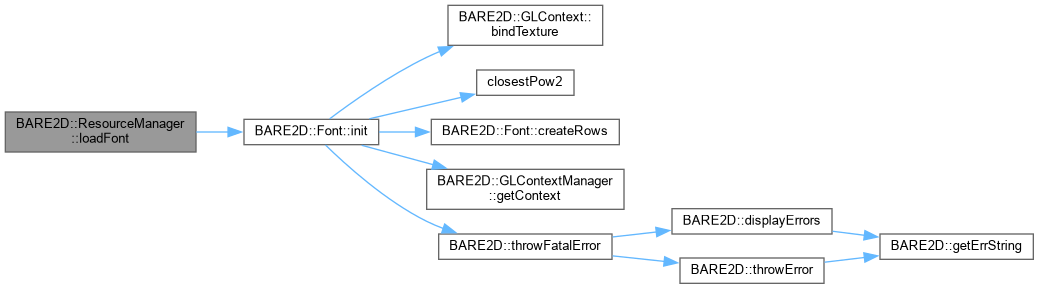 BARE2D::GLContext::
bindTexture
closestPow2
BARE2D::ResourceManager
::loadFont
BARE2D::Font::init
BARE2D::Font::createRows
BARE2D::GLContextManager
::getContext
BARE2D::displayErrors
BARE2D::throwFatalError
BARE2D::getErrString
BARE2D::throwError